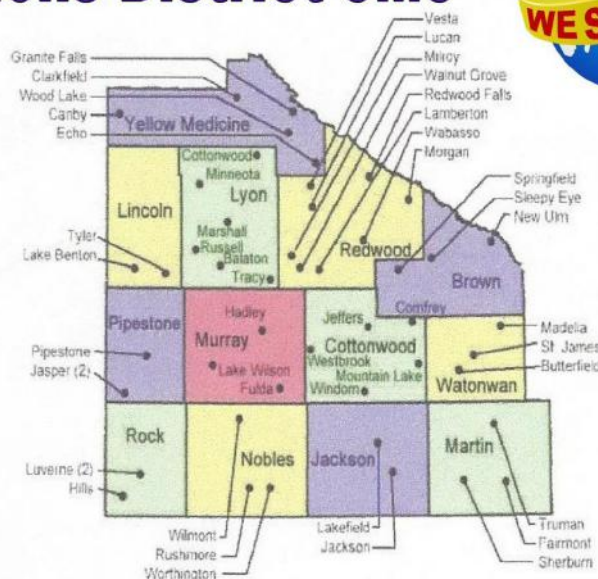 District
WE S
Granite Falls
Clarkfield
Wood Lake
Canby
Echo
Yellow Medicine
Vesta
Lucan
Milroy
Walnut Grove
Redwood Falls
Lamberton
Wabasso
Morgan
Springfield
Sleepy Eye
New Ulm
Cottonwood
Minneota
Lyon
Marshall
Russell
Balaton
Tracy
Lincoln
Tyler
Lake Benton
Redwood
Brown
Pipestone
Pipestone
Jasper (2)
Hadley
Murray
Lake Wilson
Fulda
Jeffers
Comfrey
Cottonwood
Westbrook
Mountain Lake
Windom
Madelia
St. James
Butterfield
Watonwan
Rock
Luverne (2)
Hills
Nobles
Wilmont
Rushmore
Worthington
Jackson
Lakefield
Jackson
Martin
Truman
Fairmont
Sherburn